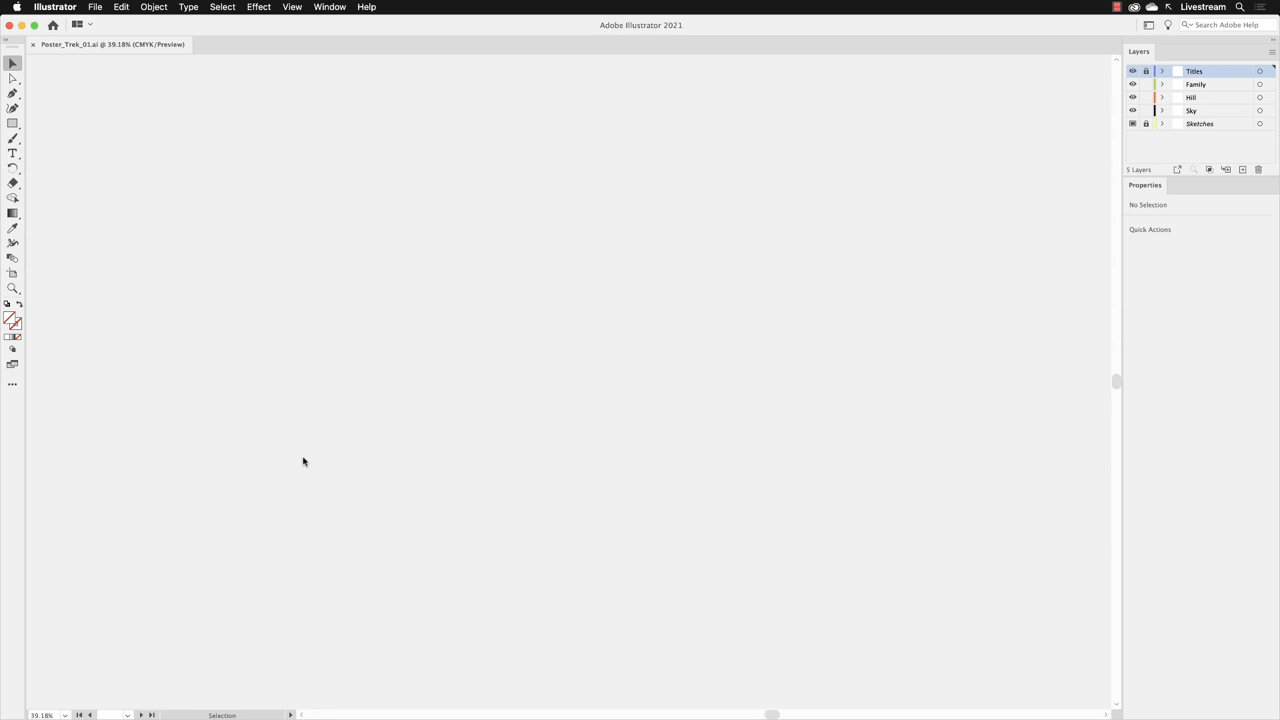 Illustrator File Edit Object Type Select Effect View Window Help Livestream
Adobe Illustrator 2021 Search Adobe Help
× Poster_Trek_01.ai @ 39.18% (CMYK/Preview)
Layers
Titles
Family
Hill
Sky
Sketches
5 Layers
Properties
No Selection
Quick Actions
39.18% Selection